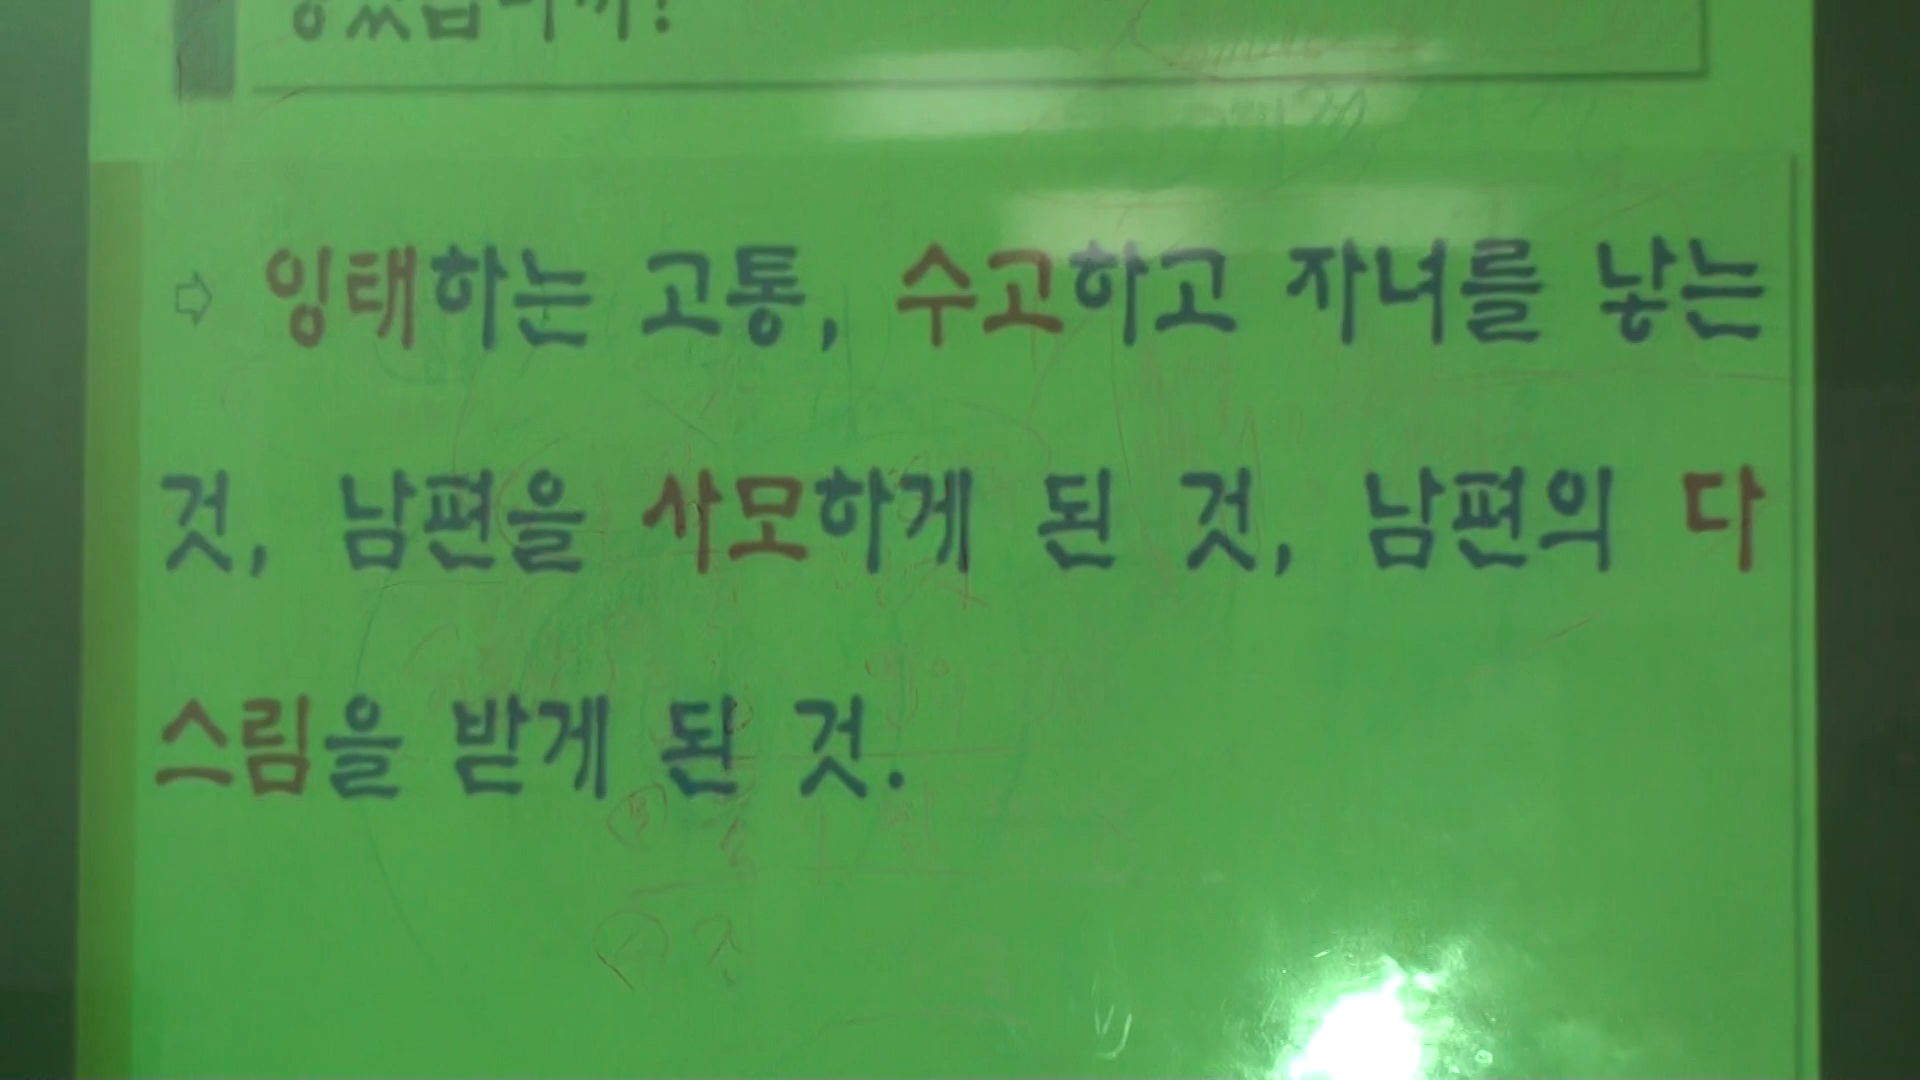 ⇨ 잉태하는 고통, 수고하고 자녀를 낳는
것, 남편을 사모하게 된 것, 남편의 다
스림을 받게 된 것.